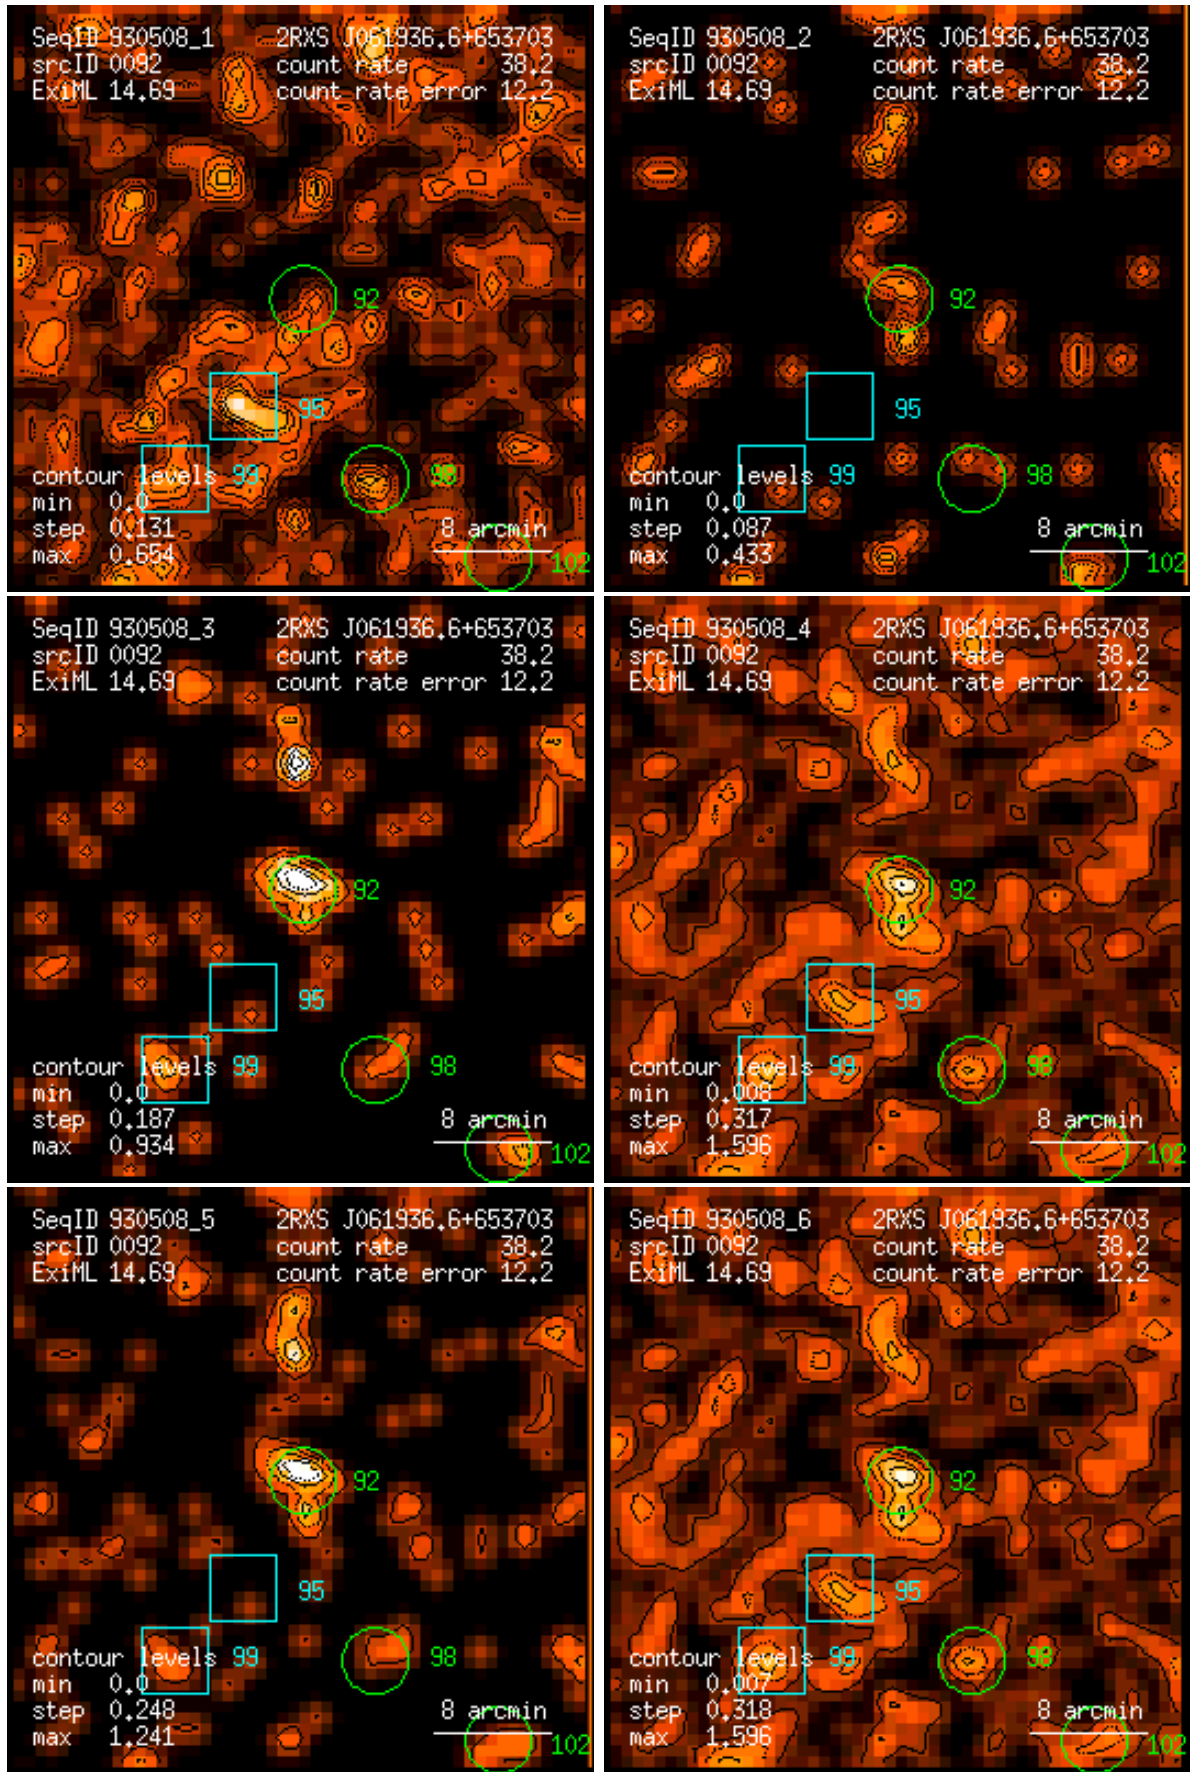 SeqID 930508_1 2RXS J061936.6+653703
srcID 0092 count rate 38.2
ExiML 14.69 count rate error 12.2
92
95
contour levels 99 98
min 0.0
step 0.131 8 arcmin
max 0.654 102
SeqID 930508_2 2RXS J061936.6+653703
srcID 0092 count rate 38.2
ExiML 14.69 count rate error 12.2
92
95
contour levels 99 98
min 0.0
step 0.087 8 arcmin
max 0.433 102
SeqID 930508_3 2RXS J061936.6+653703
srcID 0092 count rate 38.2
ExiML 14.69 count rate error 12.2
92
95
contour levels 99 98
min 0.0
step 0.187 8 arcmin
max 0.934 102
SeqID 930508_4 2RXS J061936.6+653703
srcID 0092 count rate 38.2
ExiML 14.69 count rate error 12.2
92
95
contour levels 99 98
min 0.008
step 0.317 8 arcmin
max 1.596 102
SeqID 930508_5 2RXS J061936.6+653703
srcID 0092 count rate 38.2
ExiML 14.69 count rate error 12.2
92
95
contour levels 99 98
min 0.0
step 0.248 8 arcmin
max 1.241 102
SeqID 930508_6 2RXS J061936.6+653703
srcID 0092 count rate 38.2
ExiML 14.69 count rate error 12.2
92
95
contour levels 99 98
min 0.007
step 0.318 8 arcmin
max 1.596 102